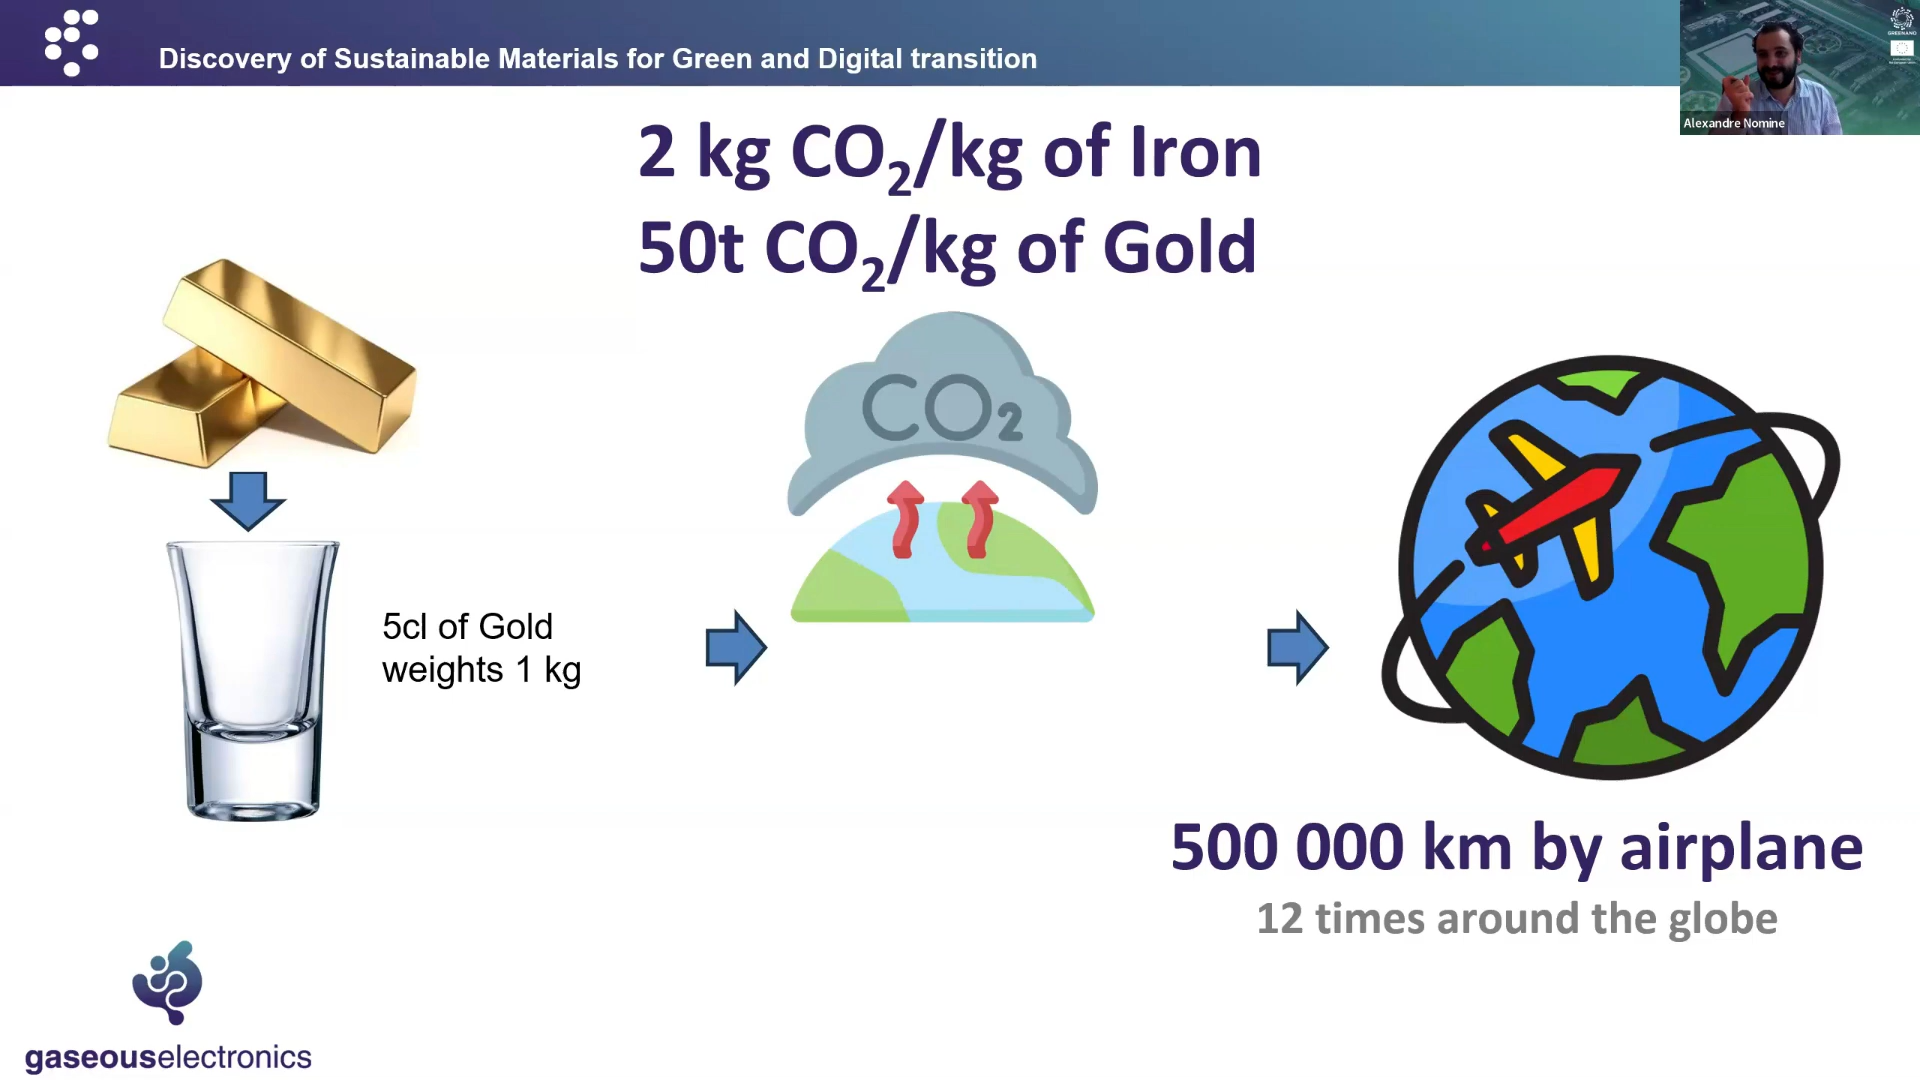 Discovery of Sustainable Materials for Green and Digital transition
Alexandre Nomine
2 kg CO₂/kg of Iron
50t CO₂/kg of Gold
CO₂
5cl of Gold
weights 1 kg
500 000 km by airplane
12 times around the globe
gaseouselectronics